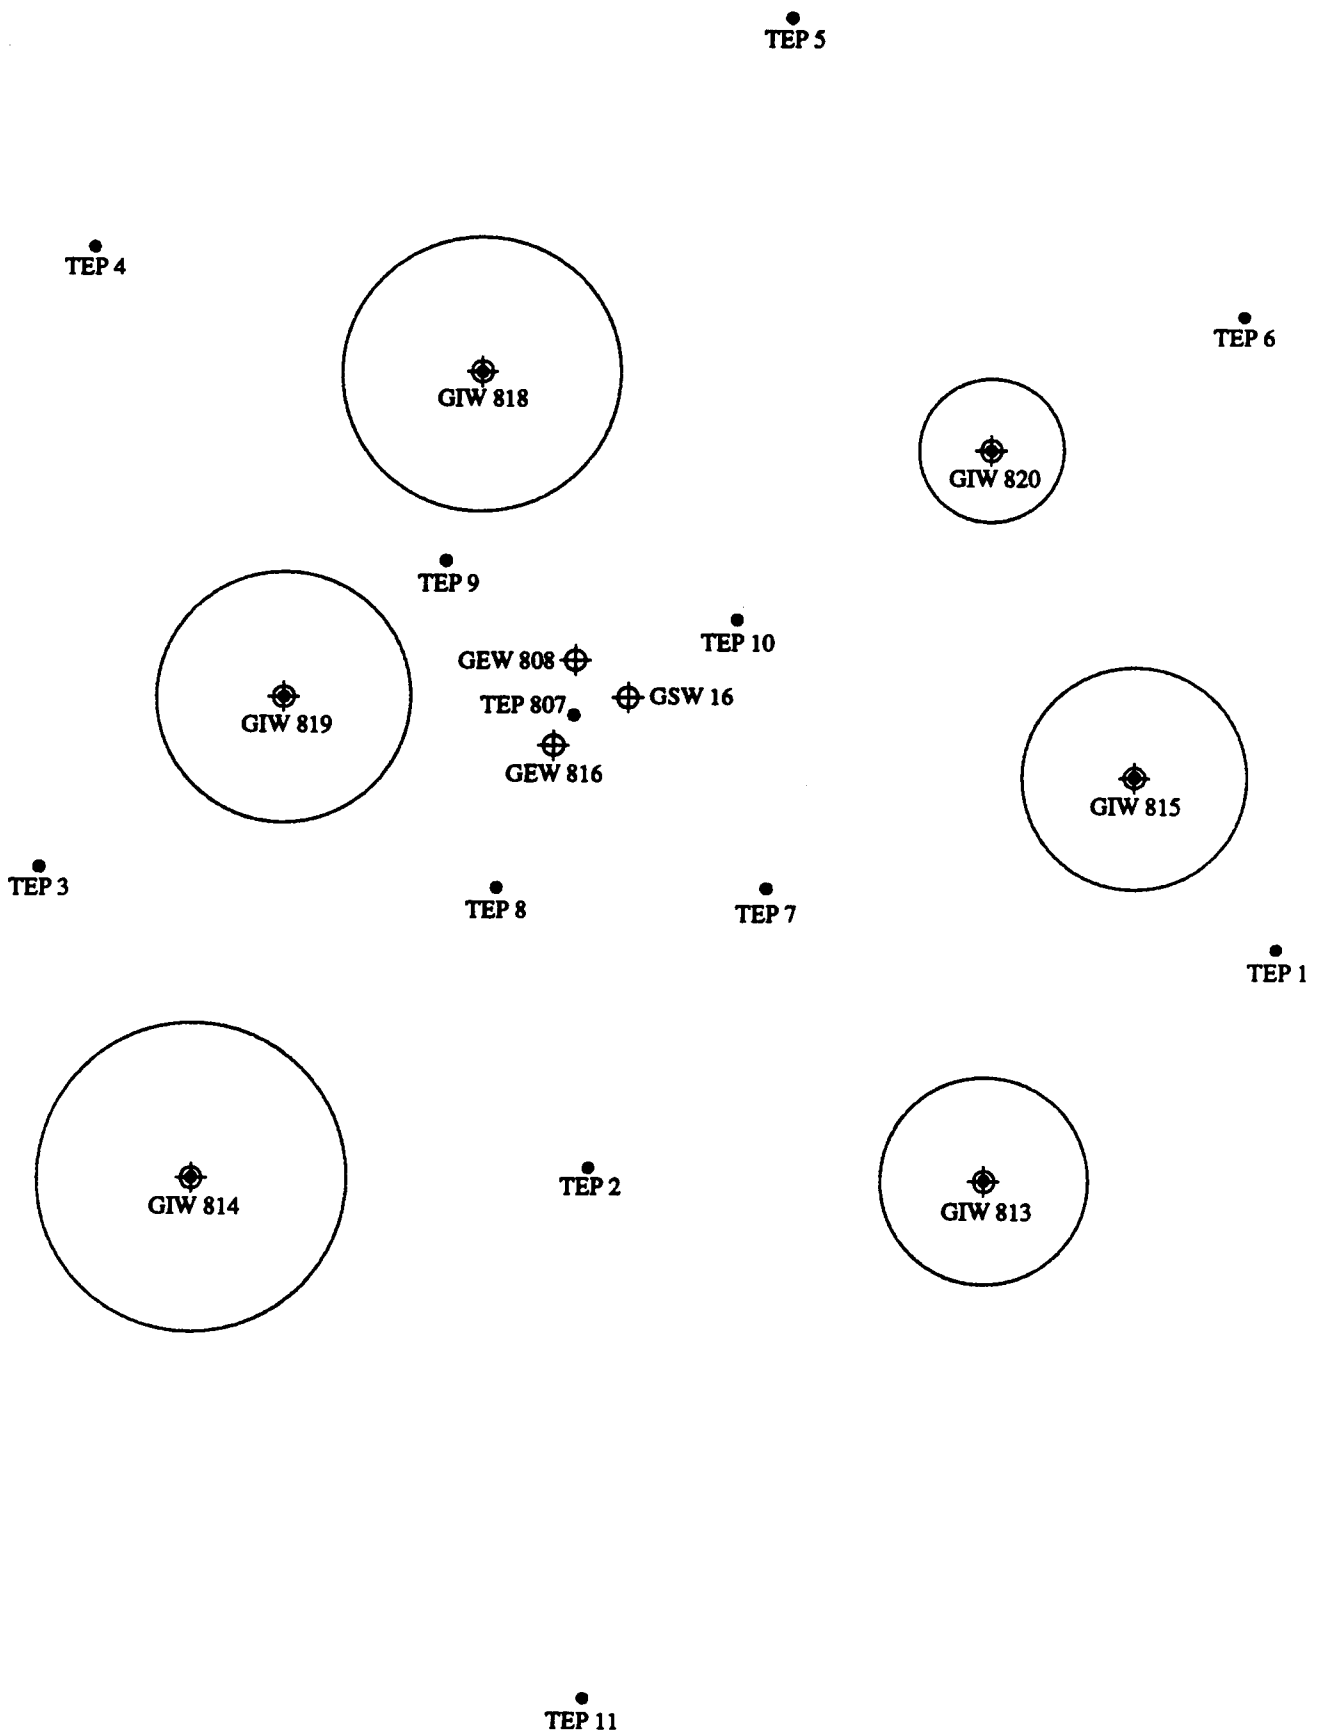 TEP 5
TEP 4
TEP 6
GIW 818
GIW 820
TEP 9
TEP 10
GEW 808
GSW 16
TEP 807
GIW 819
GEW 816
GIW 815
TEP 3
TEP 8
TEP 7
TEP 1
TEP 2
GIW 814
GIW 813
TEP 11